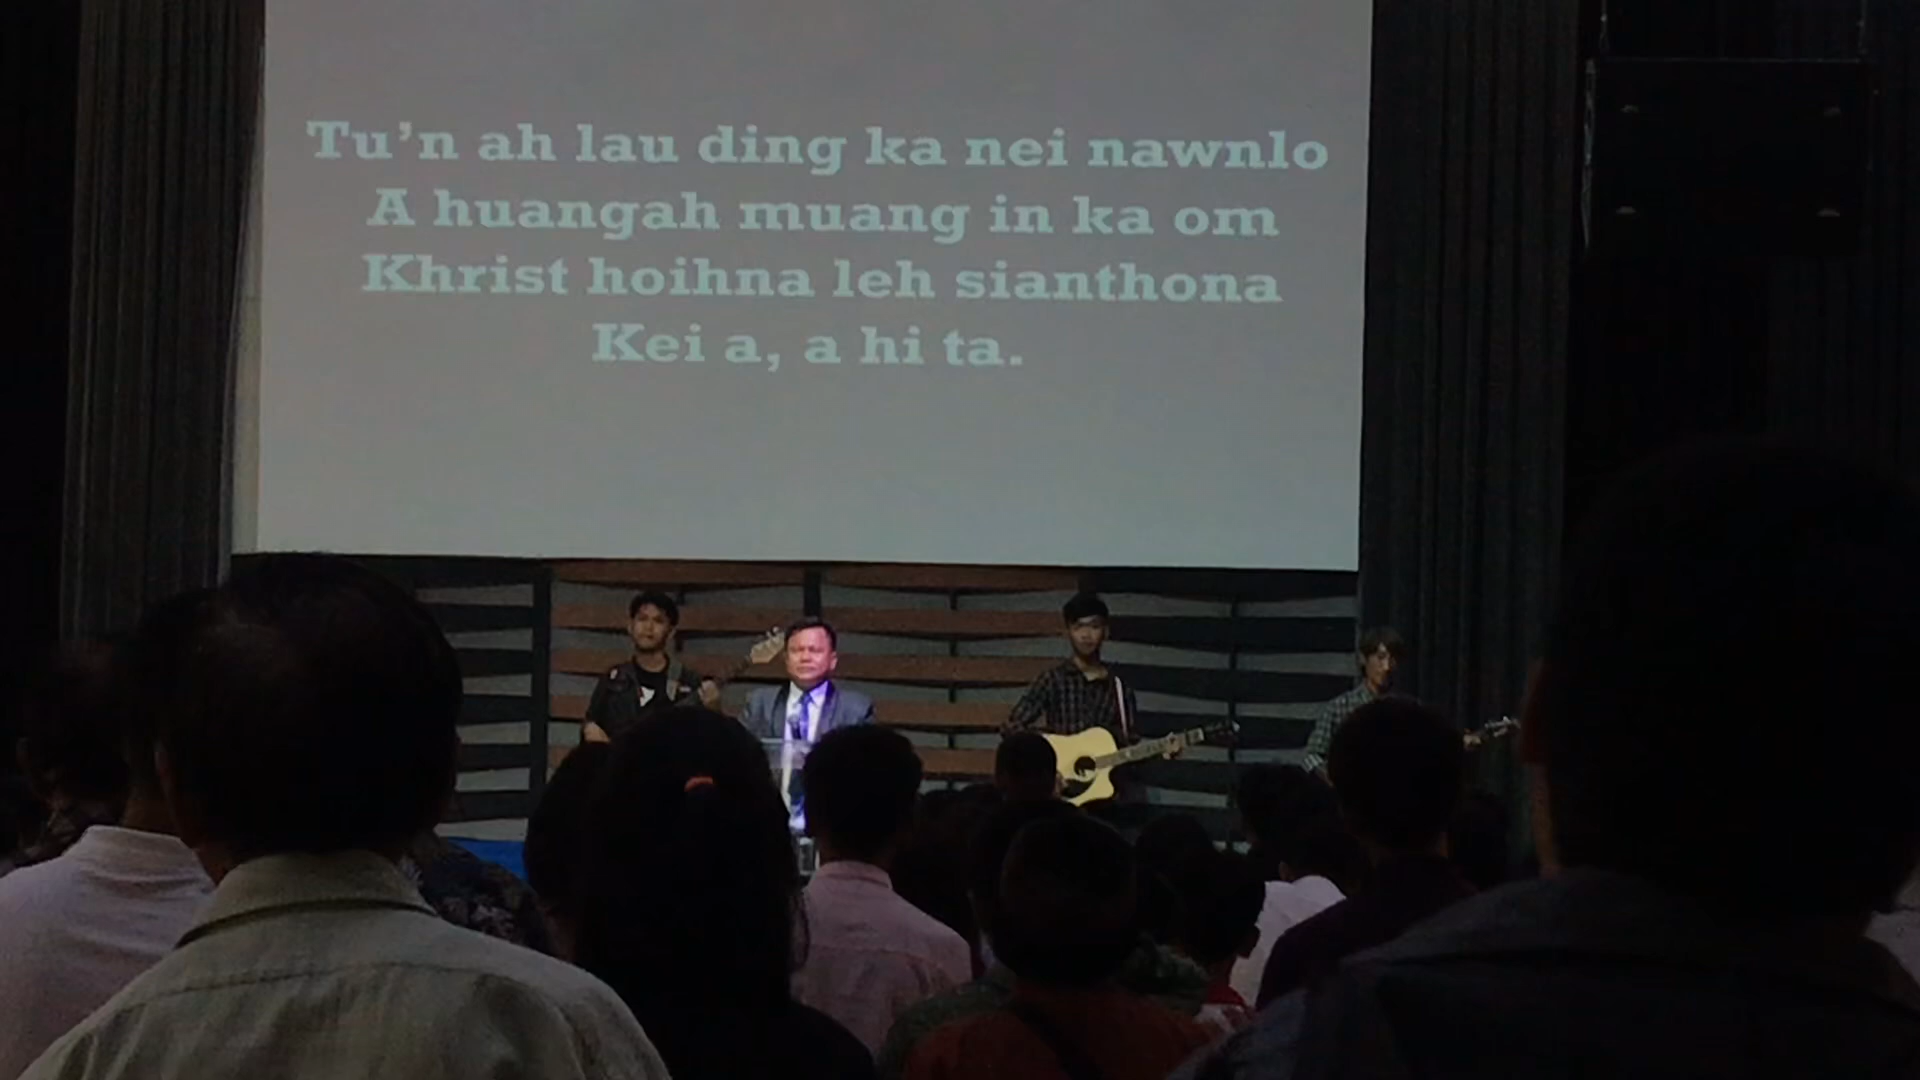 Tu’n ah lau ding ka nei nawnlo
A huangah muang in ka om
Khrist hoihna leh sianthona
Kei a, a hi ta.